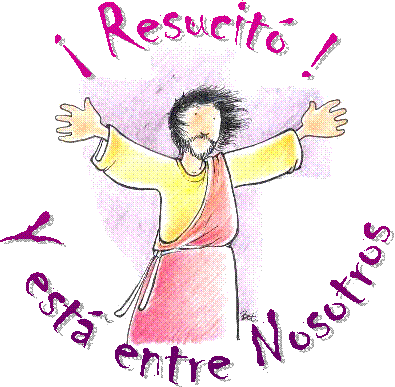 ¡ Resucitó !
Y está entre Nosotros